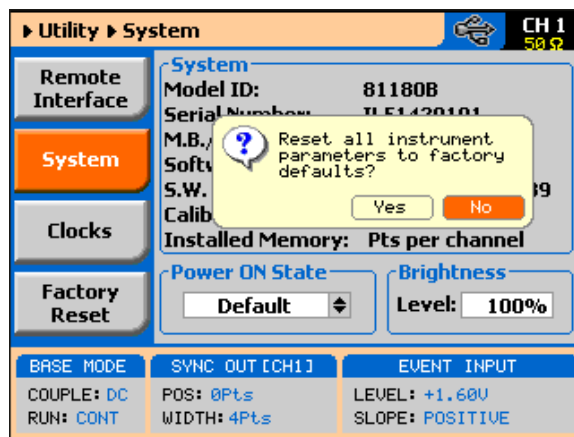 Utility System
CH 1
50 Ω
Remote Interface
System
Clocks
Factory Reset
System
Model ID: 81180B
Serial Number:
M.B./
S.W.
39
Installed Memory: Pts per channel
Reset all instrument
parameters to factory
defaults?
Yes
No
Power ON State
Default
Brightness
Level: 100%
BASE MODE
COUPLE: DC
RUN: CONT
SYNC OUT [CH1]
POS: 0Pts
WIDTH: 4Pts
EVENT INPUT
LEVEL: +1.60V
SLOPE: POSITIVE